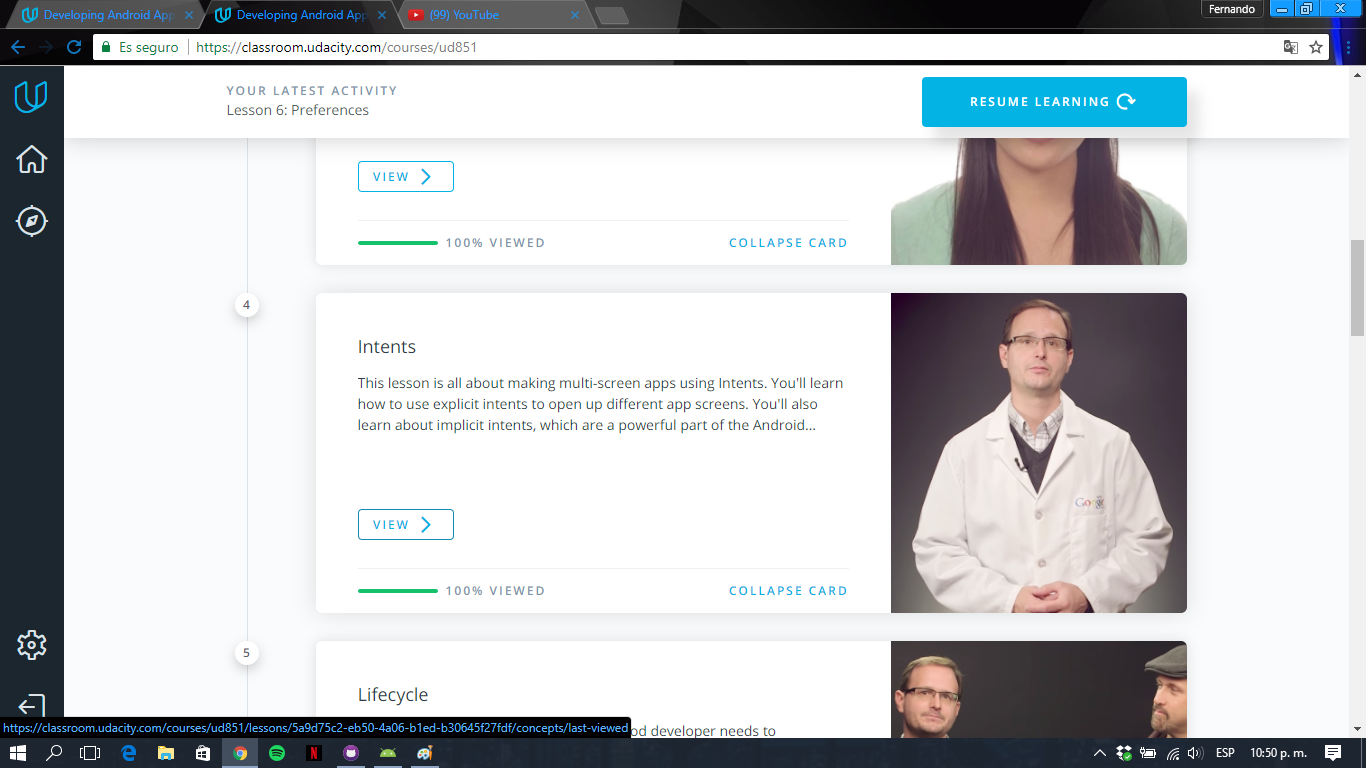 Developing Android App
Developing Android App
(99) YouTube
Fernando
Es seguro
https://classroom.udacity.com/courses/ud851
YOUR LATEST ACTIVITY
Lesson 6: Preferences
RESUME LEARNING
VIEW
100% VIEWED
COLLAPSE CARD
4
Intents
This lesson is all about making multi-screen apps using Intents. You'll learn
how to use explicit intents to open up different app screens. You'll also
learn about implicit intents, which are a powerful part of the Android...
Google
VIEW
100% VIEWED
COLLAPSE CARD
5
Lifecycle
od developer needs to
https://classroom.udacity.com/courses/ud851/lessons/5a9d75c2-eb50-4a06-b1ed-b30645f27fdf/concepts/last-viewed
ESP
10:50 p. m.